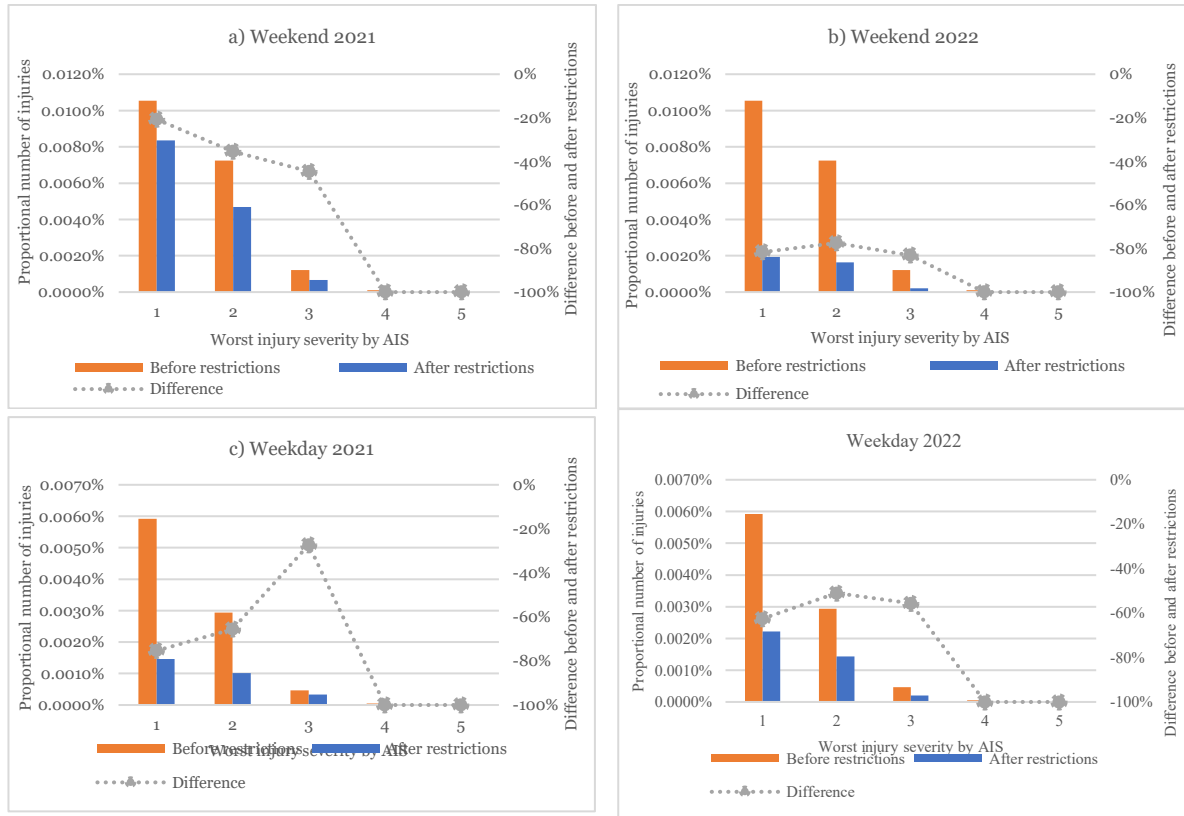 a) Weekend 2021
Proportional number of injuries
0.0120%
0.0100%
0.0080%
0.0060%
0.0040%
0.0020%
0.0000%
0%
-20%
-40%
-60%
-80%
-100%
Difference before and after restrictions
1 2 3 4 5
Worst injury severity by AIS
Before restrictions After restrictions
Difference
b) Weekend 2022
Proportional number of injuries
0.0120%
0.0100%
0.0080%
0.0060%
0.0040%
0.0020%
0.0000%
0%
-20%
-40%
-60%
-80%
-100%
Difference before and after restrictions
1 2 3 4 5
Worst injury severity by AIS
Before restrictions After restrictions
Difference
c) Weekday 2021
Proportional number of injuries
0.0070%
0.0060%
0.0050%
0.0040%
0.0030%
0.0020%
0.0010%
0.0000%
0%
-20%
-40%
-60%
-80%
-100%
Difference before and after restrictions
1 2 3 4 5
Worst injury severity by AIS
Before restrictions After restrictions
Difference
Weekday 2022
Proportional number of injuries
0.0070%
0.0060%
0.0050%
0.0040%
0.0030%
0.0020%
0.0010%
0.0000%
0%
-20%
-40%
-60%
-80%
-100%
Difference before and after restrictions
1 2 3 4 5
Worst injury severity by AIS
Before restrictions After restrictions
Difference